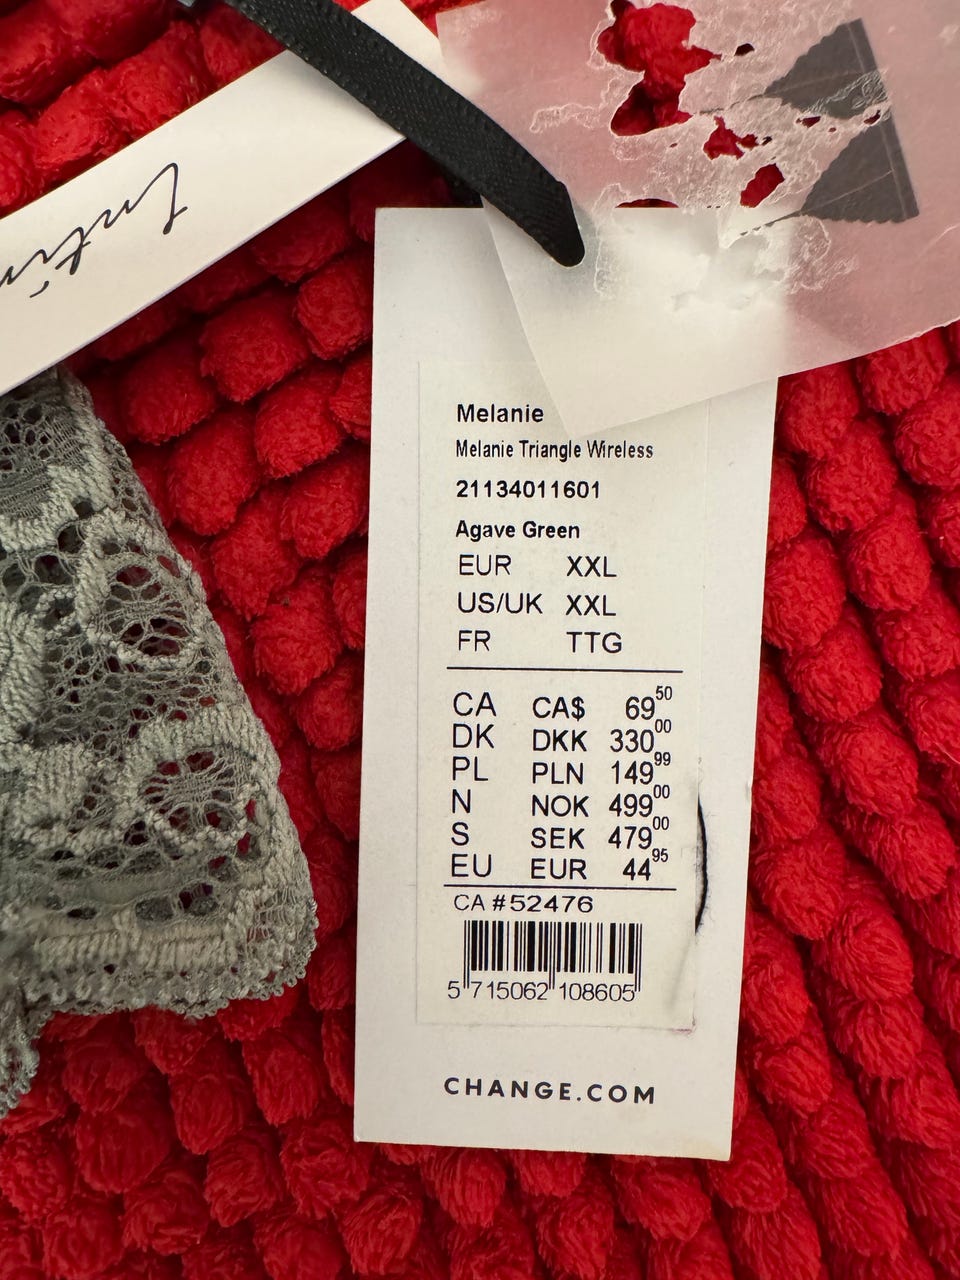 Melanie
Melanie Triangle Wireless
21134011601
Agave Green
EUR XXL
US/UK XXL
FR TTG
CA CA$ 69 50
DK DKK 330 00
PL PLN 149 99
N NOK 499 00
S SEK 479 00
EU EUR 44 95
CA #52476
5 715062 108605
CHANGE.COM